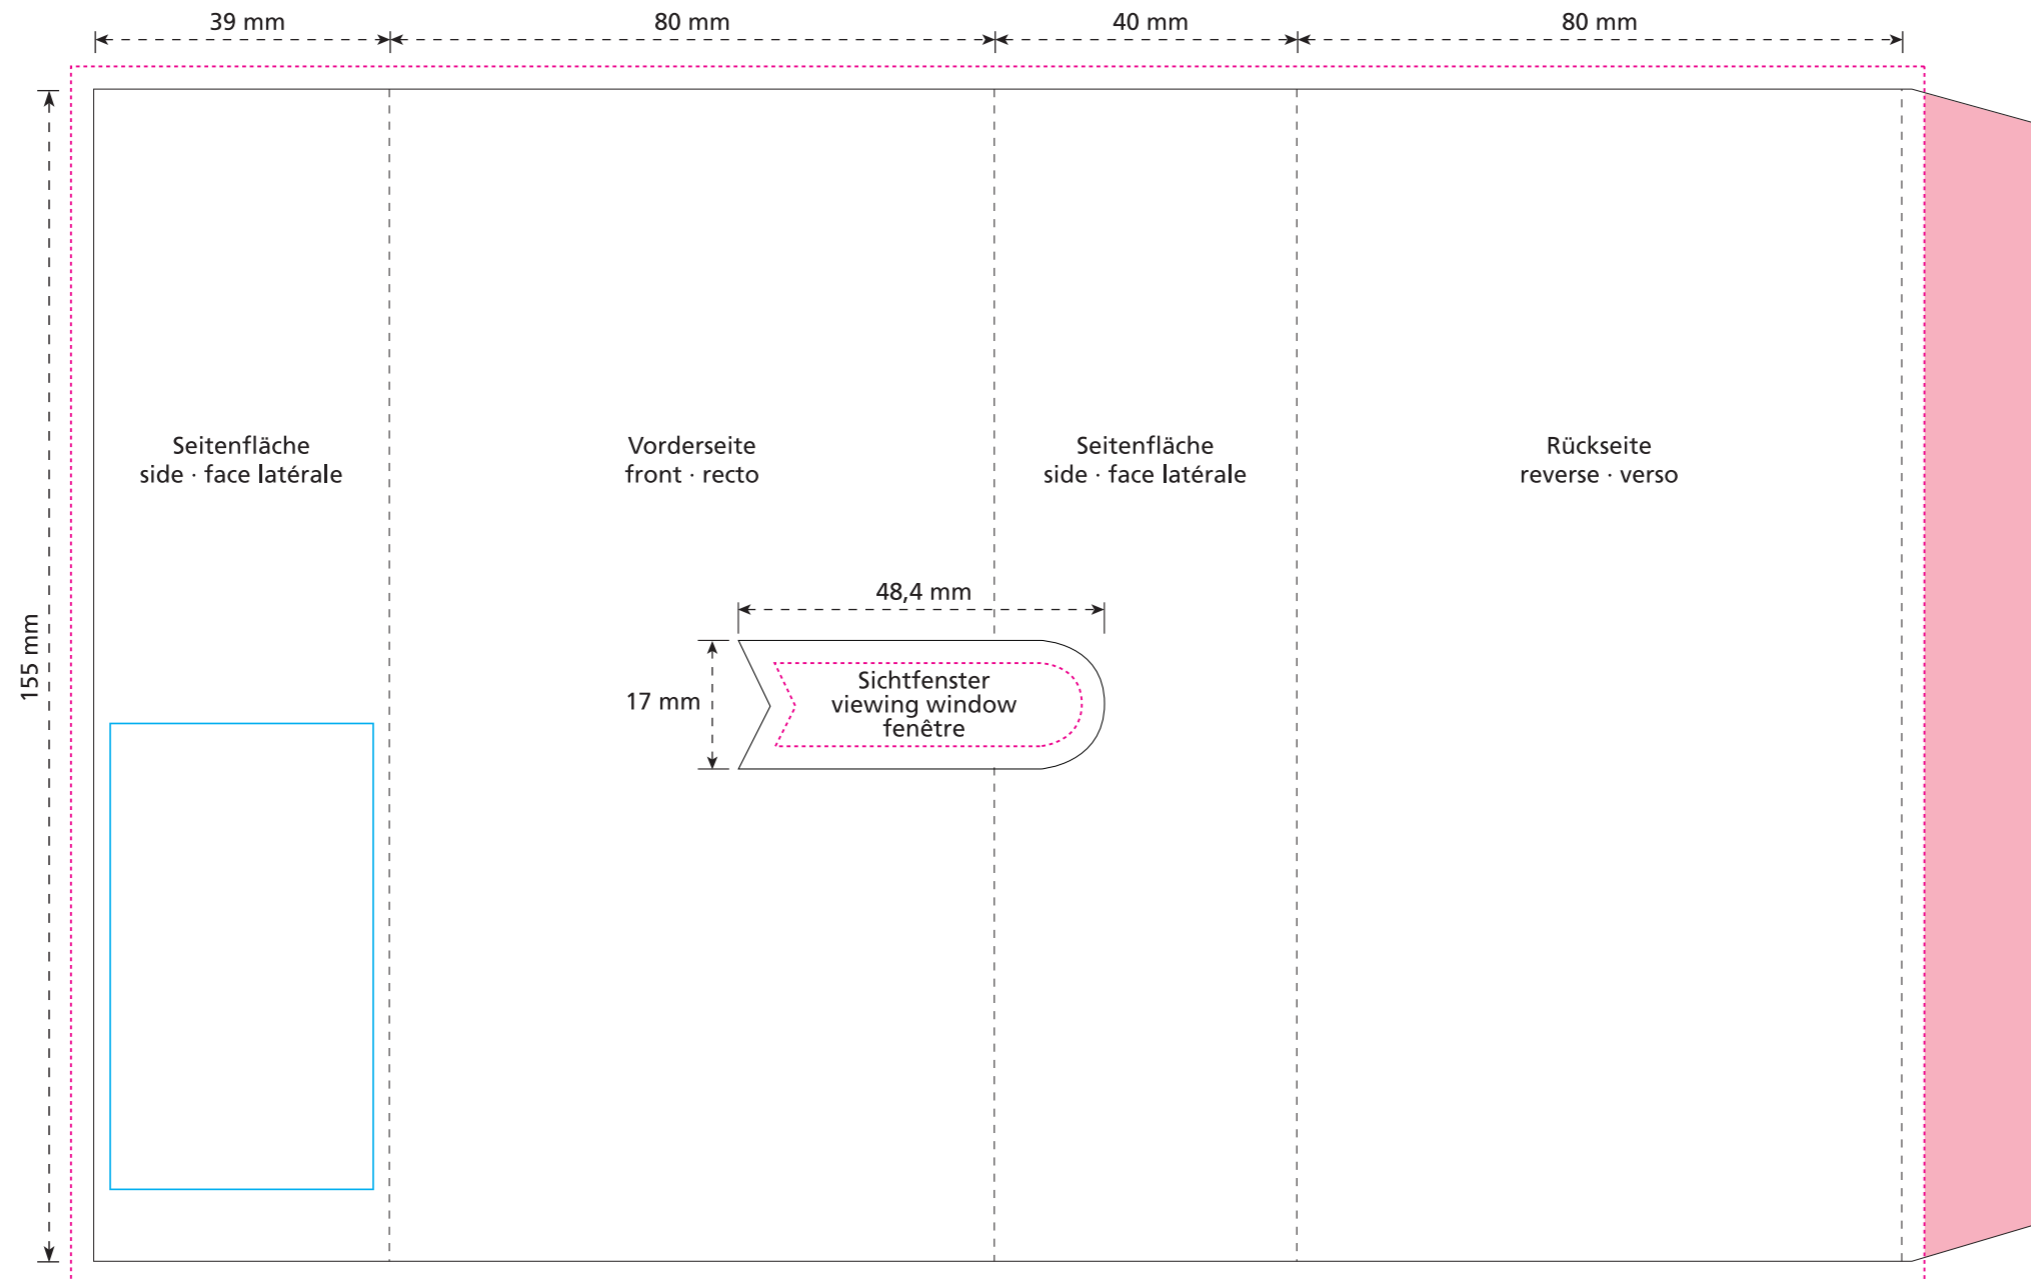 39 mm
80 mm
40 mm
80 mm
155 mm
Seitenfläche
side · face latérale
Vorderseite
front · recto
Seitenfläche
side · face latérale
Rückseite
reverse · verso
48,4 mm
17 mm
Sichtfenster
viewing window
fenêtre